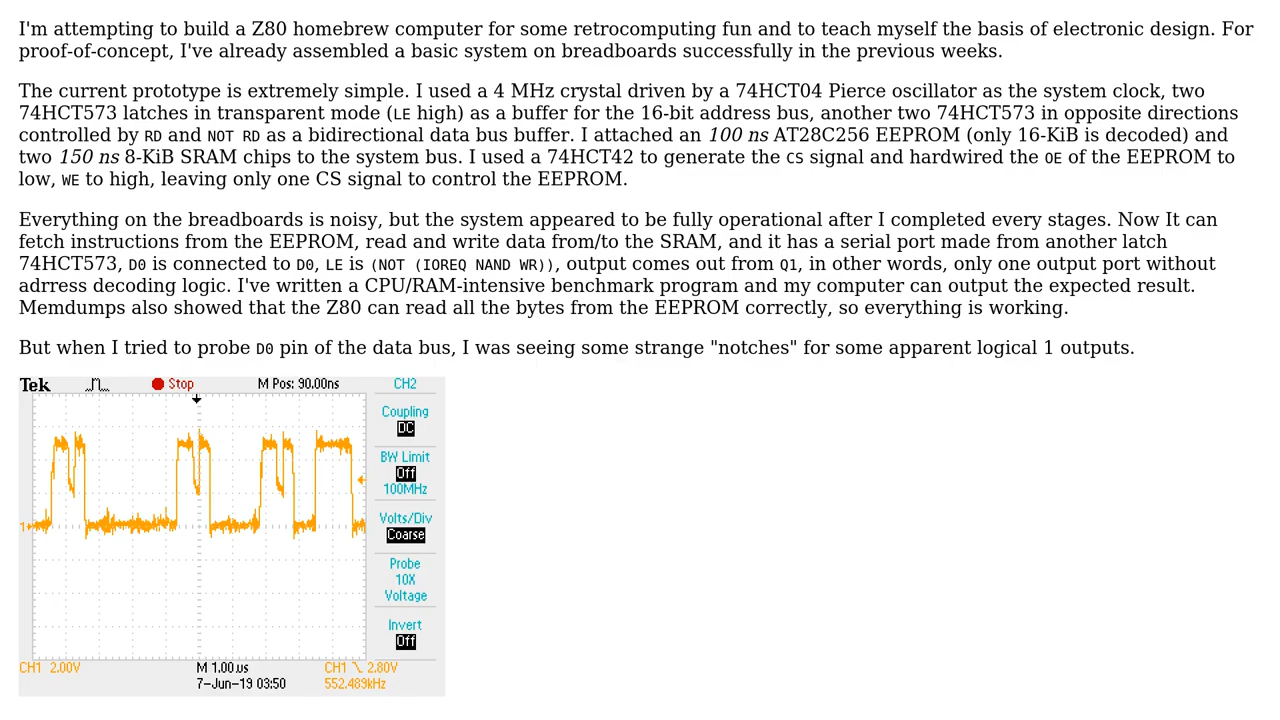 I'm attempting to build a Z80 homebrew computer for some retrocomputing fun and to teach myself the basis of electronic design. For
proof-of-concept, I've already assembled a basic system on breadboards successfully in the previous weeks.
The current prototype is extremely simple. I used a 4 MHz crystal driven by a 74HCT04 Pierce oscillator as the system clock, two
74HCT573 latches in transparent mode (LE high) as a buffer for the 16-bit address bus, another two 74HCT573 in opposite directions
controlled by RD and NOT RD as a bidirectional data bus buffer. I attached an 100 ns AT28C256 EEPROM (only 16-KiB is decoded) and
two 150 ns 8-KiB SRAM chips to the system bus. I used a 74HCT42 to generate the CS signal and hardwired the OE of the EEPROM to
low, WE to high, leaving only one CS signal to control the EEPROM.
Everything on the breadboards is noisy, but the system appeared to be fully operational after I completed every stages. Now It can
fetch instructions from the EEPROM, read and write data from/to the SRAM, and it has a serial port made from another latch
74HCT573, D0 is connected to D0, LE is (NOT (IOREQ NAND WR)), output comes out from Q1, in other words, only one output port without
adrress decoding logic. I've written a CPU/RAM-intensive benchmark program and my computer can output the expected result.
Memdumps also showed that the Z80 can read all the bytes from the EEPROM correctly, so everything is working.
But when I tried to probe D0 pin of the data bus, I was seeing some strange "notches" for some apparent logical 1 outputs.
Tek Stop M Pos: 90.00ns CH2
Coupling
DC
BW Limit
Off
100MHz
Volts/Div
Coarse
Probe
10X
Voltage
Invert
Off
1
CH1 2.00V M 1.00us CH1 2.80V
7-Jun-19 03:50 552.489kHz